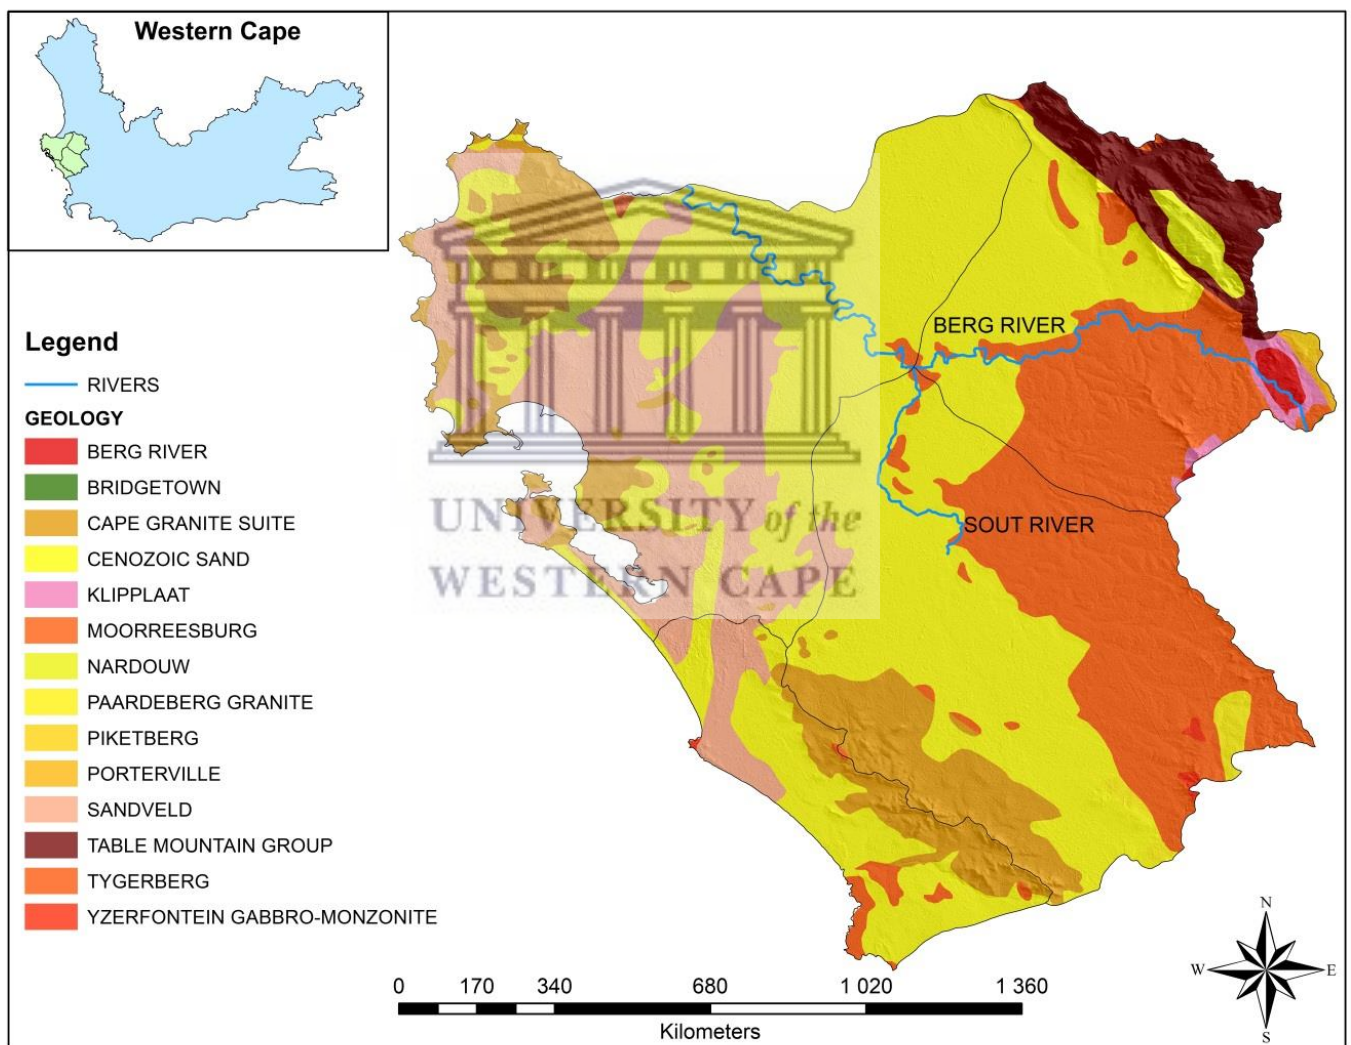 Western Cape
Legend
RIVERS
GEOLOGY
BERG RIVER
BRIDGETOWN
CAPE GRANITE SUITE
CENOZOIC SAND
KLIPPLAAT
MOORREESBURG
NARDOUW
PAARDEBERG GRANITE
PIKETBERG
PORTERVILLE
SANDVELD
TABLE MOUNTAIN GROUP
TYGERBERG
YZERFONTEIN GABBRO-MONZONITE
BERG RIVER
SOUT RIVER
UNIVERSITY of the
WESTERN CAPE
0 170 340 680 1 020 1 360
Kilometers
N
W E
S